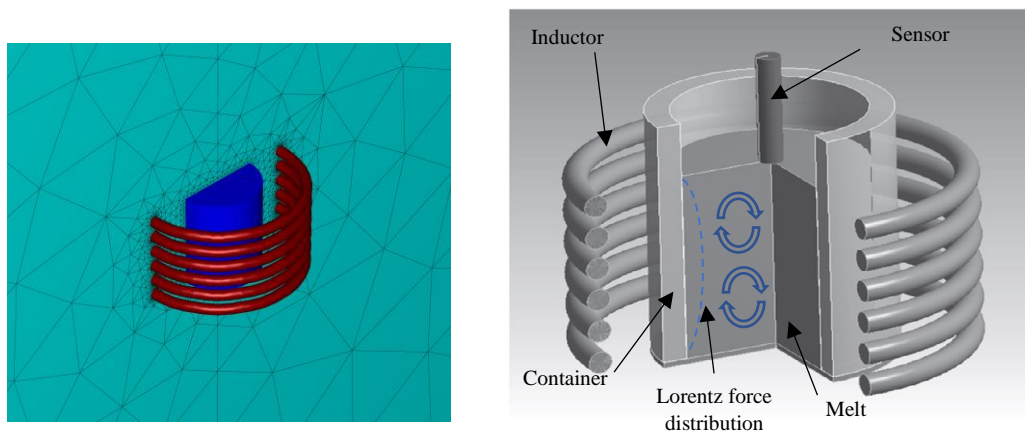 Inductor
Sensor
Container
Lorentz force
distribution
Melt